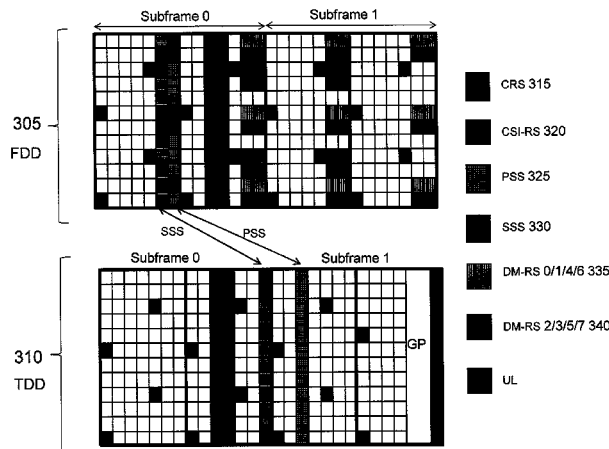 Subframe 0 Subframe 1
305
FDD
SSS PSS
Subframe 0 Subframe 1
310
TDD
GP
CRS 315
CSI-RS 320
PSS 325
SSS 330
DM-RS 0/1/4/6 335
DM-RS 2/3/5/7 340
UL